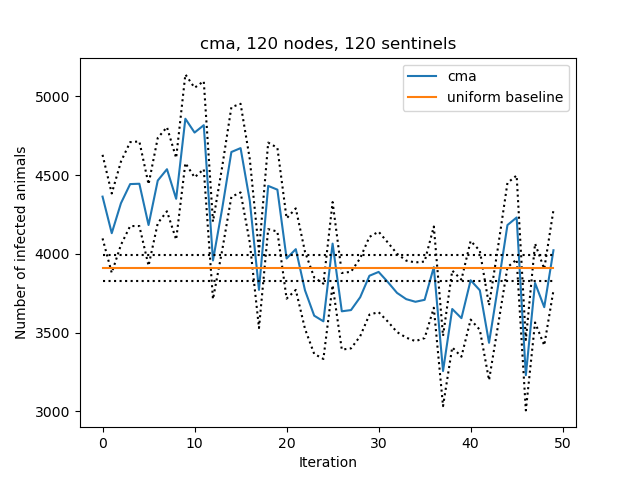 cma, 120 nodes, 120 sentinels
cma
uniform baseline
Number of infected animals
5000
4500
4000
3500
3000
0
10
20
30
40
50
Iteration